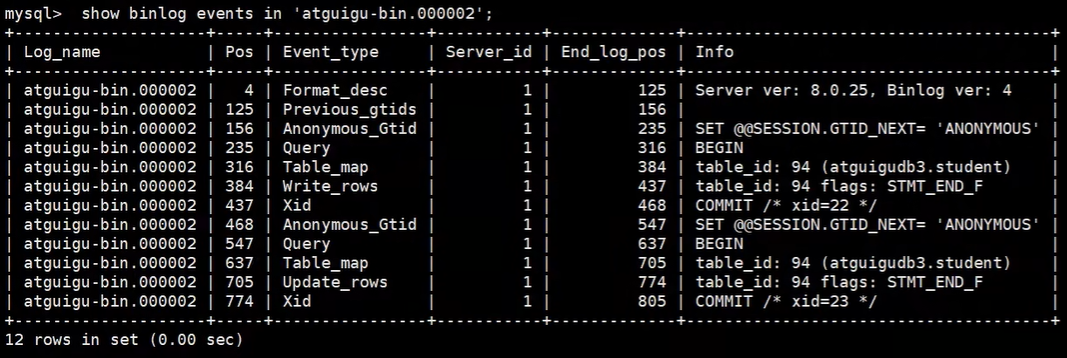 mysql>  show binlog events in 'atguigu-bin.000002';
+--------------------+-----+----------------+-----------+-------------+--------------------------------------+
| Log_name           | Pos | Event_type     | Server_id | End_log_pos | Info                                 |
+--------------------+-----+----------------+-----------+-------------+--------------------------------------+
| atguigu-bin.000002 |   4 | Format_desc    |         1 |         125 | Server ver: 8.0.25, Binlog ver: 4    |
| atguigu-bin.000002 | 125 | Previous_gtids |         1 |         156 |                                      |
| atguigu-bin.000002 | 156 | Anonymous_Gtid |         1 |         235 | SET @@SESSION.GTID_NEXT= 'ANONYMOUS' |
| atguigu-bin.000002 | 235 | Query          |         1 |         316 | BEGIN                                |
| atguigu-bin.000002 | 316 | Table_map      |         1 |         384 | table_id: 94 (atguigudb3.student)    |
| atguigu-bin.000002 | 384 | Write_rows     |         1 |         437 | table_id: 94 flags: STMT_END_F       |
| atguigu-bin.000002 | 437 | Xid            |         1 |         468 | COMMIT /* xid=22 */                  |
| atguigu-bin.000002 | 468 | Anonymous_Gtid |         1 |         547 | SET @@SESSION.GTID_NEXT= 'ANONYMOUS' |
| atguigu-bin.000002 | 547 | Query          |         1 |         637 | BEGIN                                |
| atguigu-bin.000002 | 637 | Table_map      |         1 |         705 | table_id: 94 (atguigudb3.student)    |
| atguigu-bin.000002 | 705 | Update_rows    |         1 |         774 | table_id: 94 flags: STMT_END_F       |
| atguigu-bin.000002 | 774 | Xid            |         1 |         805 | COMMIT /* xid=23 */                  |
+--------------------+-----+----------------+-----------+-------------+--------------------------------------+
12 rows in set (0.00 sec)